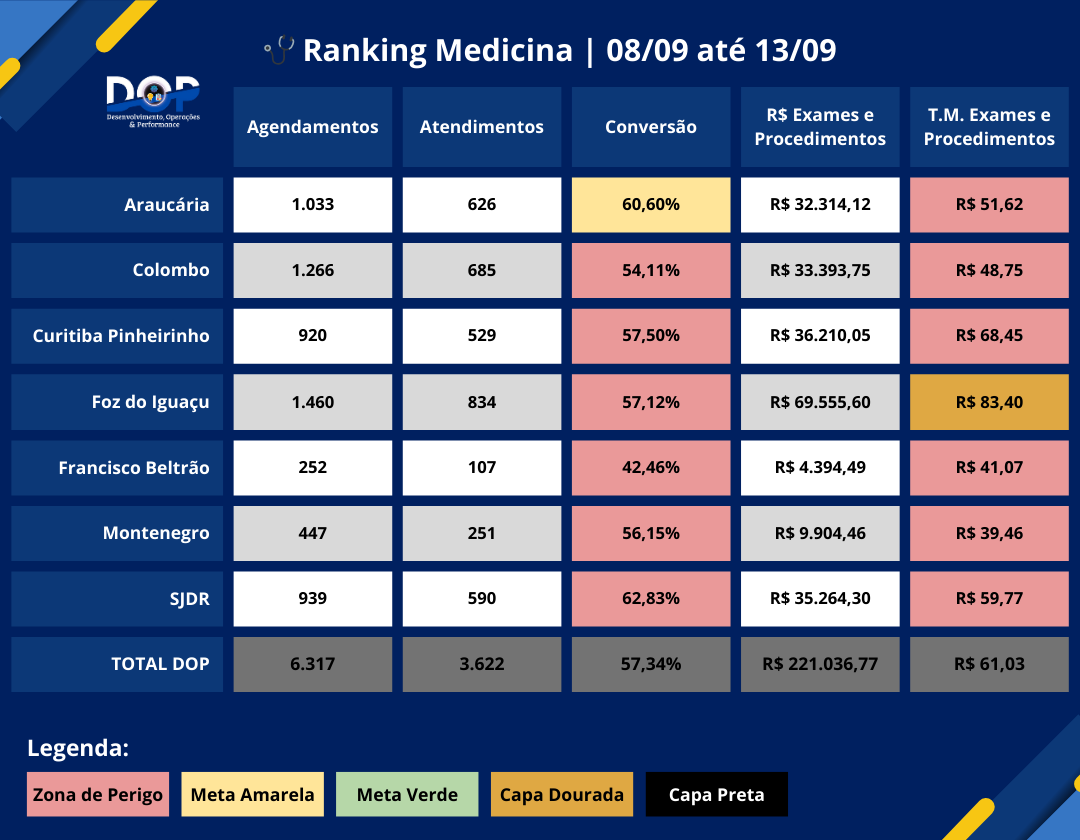 Ranking Medicina | 08/09 até 13/09
DOP
Desenvolvimento, Operações
& Performance
Agendamentos Atendimentos Conversão R$ Exames e Procedimentos T.M. Exames e Procedimentos
Araucária 1.033 626 60,60% R$ 32.314,12 R$ 51,62
Colombo 1.266 685 54,11% R$ 33.393,75 R$ 48,75
Curitiba Pinheirinho 920 529 57,50% R$ 36.210,05 R$ 68,45
Foz do Iguaçu 1.460 834 57,12% R$ 69.555,60 R$ 83,40
Francisco Beltrão 252 107 42,46% R$ 4.394,49 R$ 41,07
Montenegro 447 251 56,15% R$ 9.904,46 R$ 39,46
SJDR 939 590 62,83% R$ 35.264,30 R$ 59,77
TOTAL DOP 6.317 3.622 57,34% R$ 221.036,77 R$ 61,03
Legenda:
Zona de Perigo Meta Amarela Meta Verde Capa Dourada Capa Preta